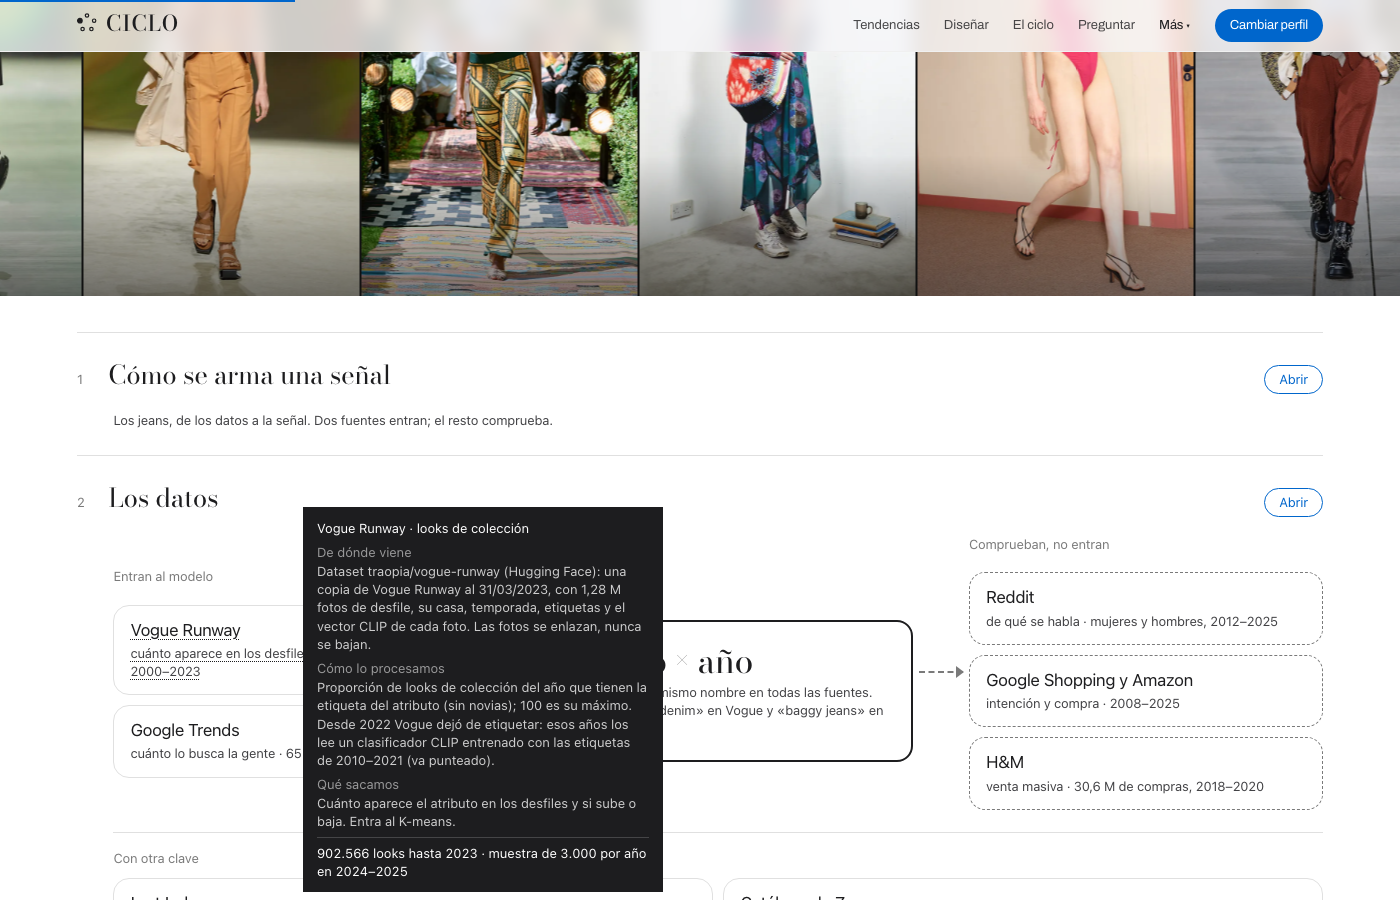 CICLO
Tendencias
Diseñar
El ciclo
Preguntar
Más
Cambiar perfil
1
Cómo se arma una señal
Abrir
Los jeans, de los datos a la señal. Dos fuentes entran; el resto comprueba.
2
Los datos
Abrir
Entran al modelo
Vogue Runway
cuánto aparece en los desfile
2000–2023
Google Trends
cuánto lo busca la gente · 65
Vogue Runway · looks de colección
De dónde viene
Dataset traopia/vogue-runway (Hugging Face): una
copia de Vogue Runway al 31/03/2023, con 1,28 M
fotos de desfile, su casa, temporada, etiquetas y el
vector CLIP de cada foto. Las fotos se enlazan, nunca
se bajan.
Cómo lo procesamos
Proporción de looks de colección del año que tienen la
etiqueta del atributo (sin novias); 100 es su máximo.
Desde 2022 Vogue dejó de etiquetar: esos años los
lee un clasificador CLIP entrenado con las etiquetas
de 2010–2021 (va punteado).
Qué sacamos
Cuánto aparece el atributo en los desfiles y si sube o
baja. Entra al K-means.
902.566 looks hasta 2023 · muestra de 3.000 por año
en 2024–2025
× año
mismo nombre en todas las fuentes.
denim» en Vogue y «baggy jeans» en
Comprueban, no entran
Reddit
de qué se habla · mujeres y hombres, 2012–2025
Google Shopping y Amazon
intención y compra · 2008–2025
H&M
venta masiva · 30,6 M de compras, 2018–2020
Con otra clave